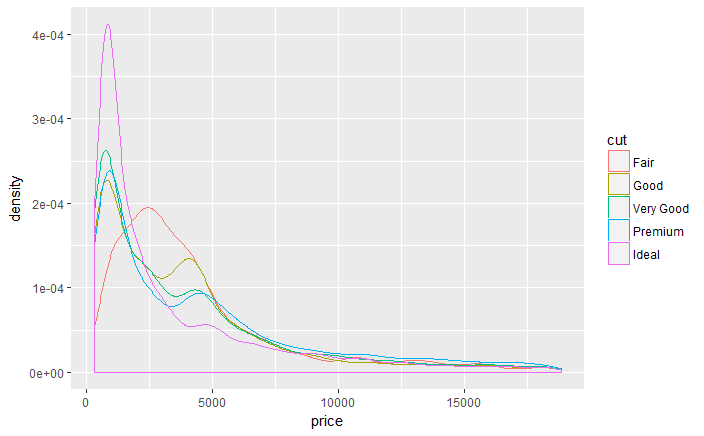 4e-04
3e-04
2e-04
1e-04
0e+00
density
0
5000
10000
15000
price
cut
Fair
Good
Very Good
Premium
Ideal